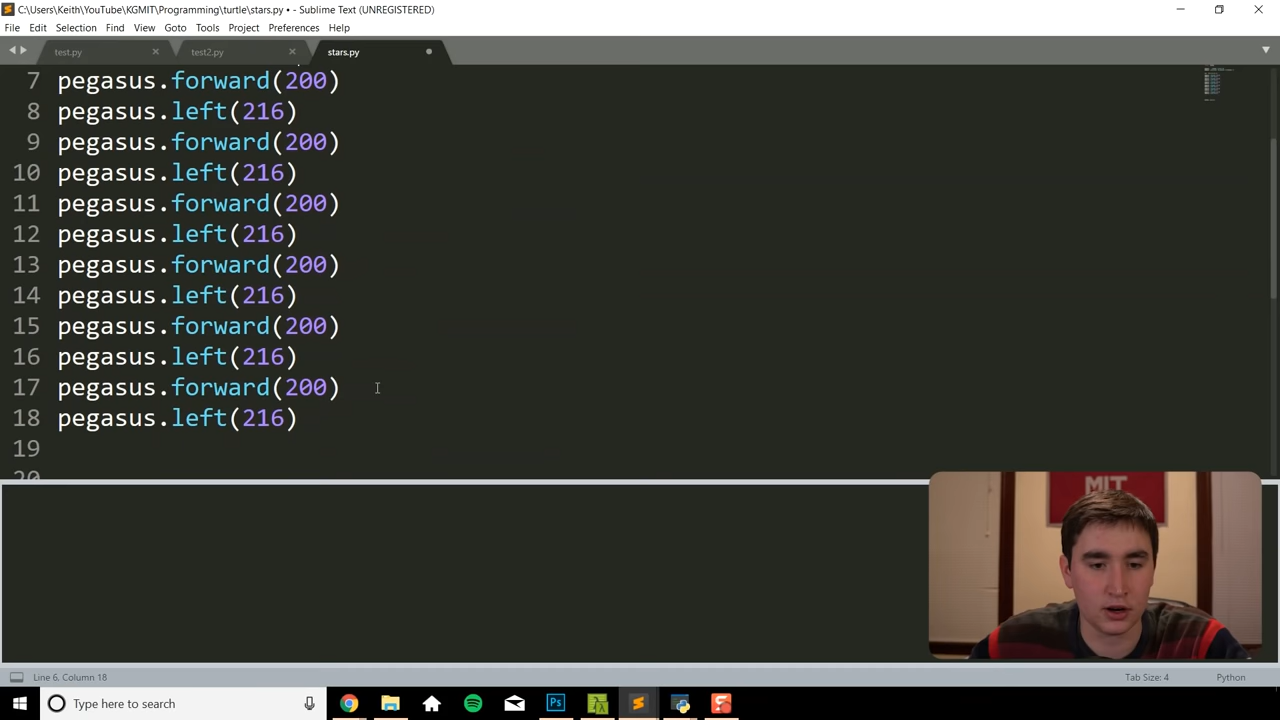 C:\Users\Keith\YouTube\KGMIT\Programming\turtle\stars.py • - Sublime Text (UNREGISTERED)
File Edit Selection Find View Goto Tools Project Preferences Help
test.py test2.py stars.py
7 pegasus.forward(200)
8 pegasus.left(216)
9 pegasus.forward(200)
10 pegasus.left(216)
11 pegasus.forward(200)
12 pegasus.left(216)
13 pegasus.forward(200)
14 pegasus.left(216)
15 pegasus.forward(200)
16 pegasus.left(216)
17 pegasus.forward(200)
18 pegasus.left(216)
19
20
MIT
Line 6, Column 18 Tab Size: 4 Python
Type here to search
Ps